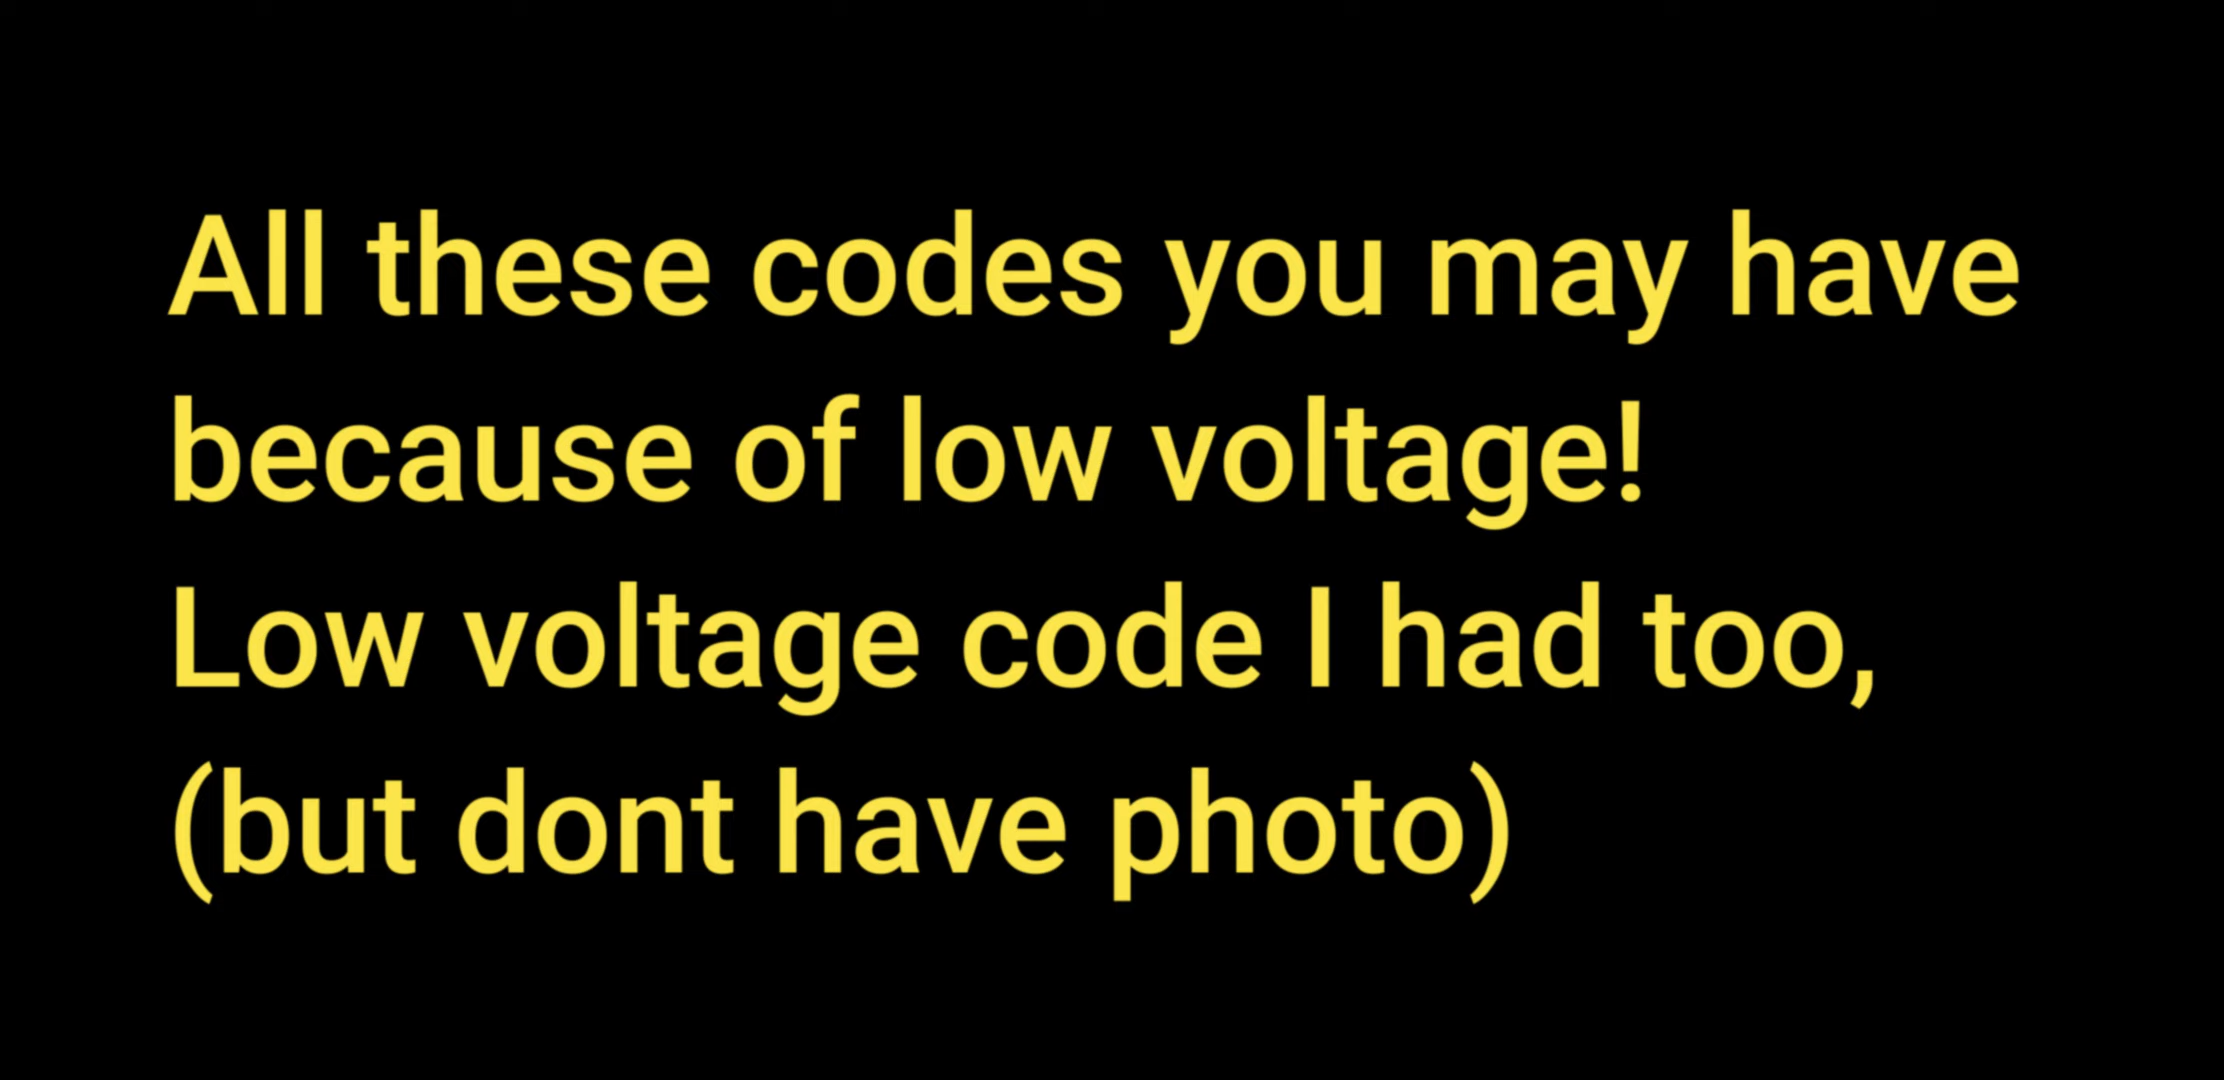 All these codes you may have
because of low voltage!
Low voltage code I had too,
(but dont have photo)